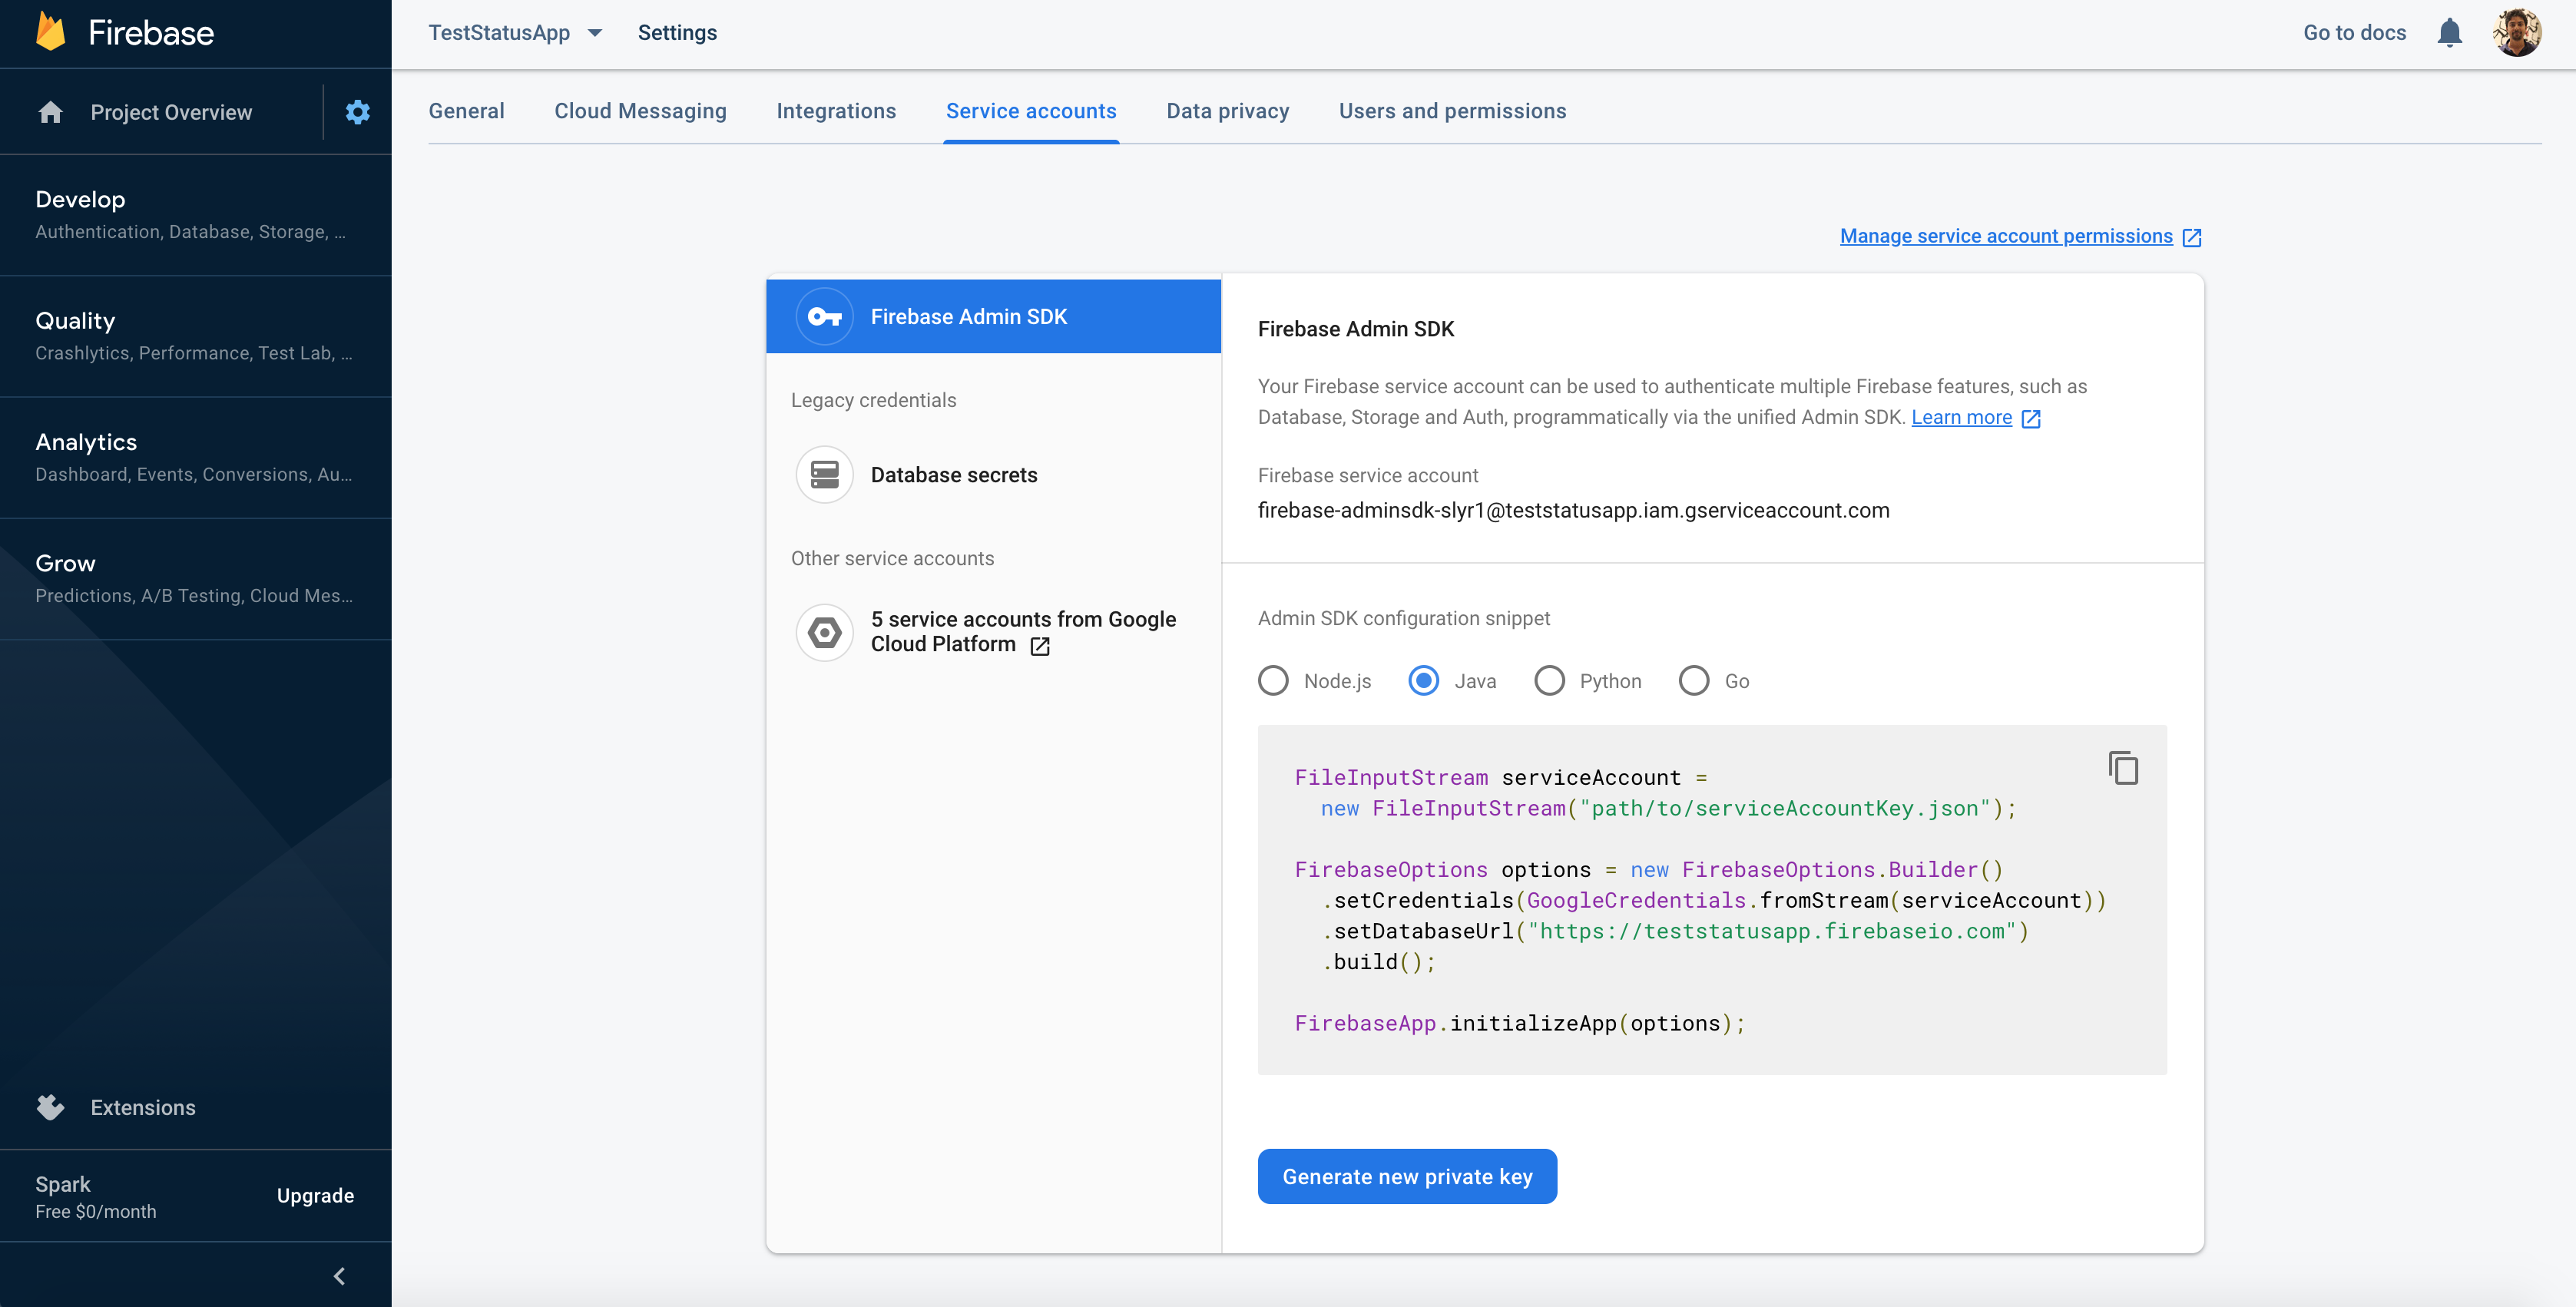 Firebase
Project Overview
Develop
Authentication, Database, Storage, ...
Quality
Crashlytics, Performance, Test Lab, ...
Analytics
Dashboard, Events, Conversions, Au...
Grow
Predictions, A/B Testing, Cloud Mes...
Extensions
Spark
Free $0/month
Upgrade
TestStatusApp
Settings
Go to docs
General
Cloud Messaging
Integrations
Service accounts
Data privacy
Users and permissions
Manage service account permissions
Firebase Admin SDK
Legacy credentials
Database secrets
Other service accounts
5 service accounts from Google
Cloud Platform
Firebase Admin SDK
Your Firebase service account can be used to authenticate multiple Firebase features, such as
Database, Storage and Auth, programmatically via the unified Admin SDK. Learn more
Firebase service account
firebase-adminsdk-slyr1@teststatusapp.iam.gserviceaccount.com
Admin SDK configuration snippet
Node.js
Java
Python
Go
FileInputStream serviceAccount =
new FileInputStream("path/to/serviceAccountKey.json");
FirebaseOptions options = new FirebaseOptions.Builder()
.setCredentials(GoogleCredentials.fromStream(serviceAccount))
.setDatabaseUrl("https://teststatusapp.firebaseio.com")
.build();
FirebaseApp.initializeApp(options);
Generate new private key